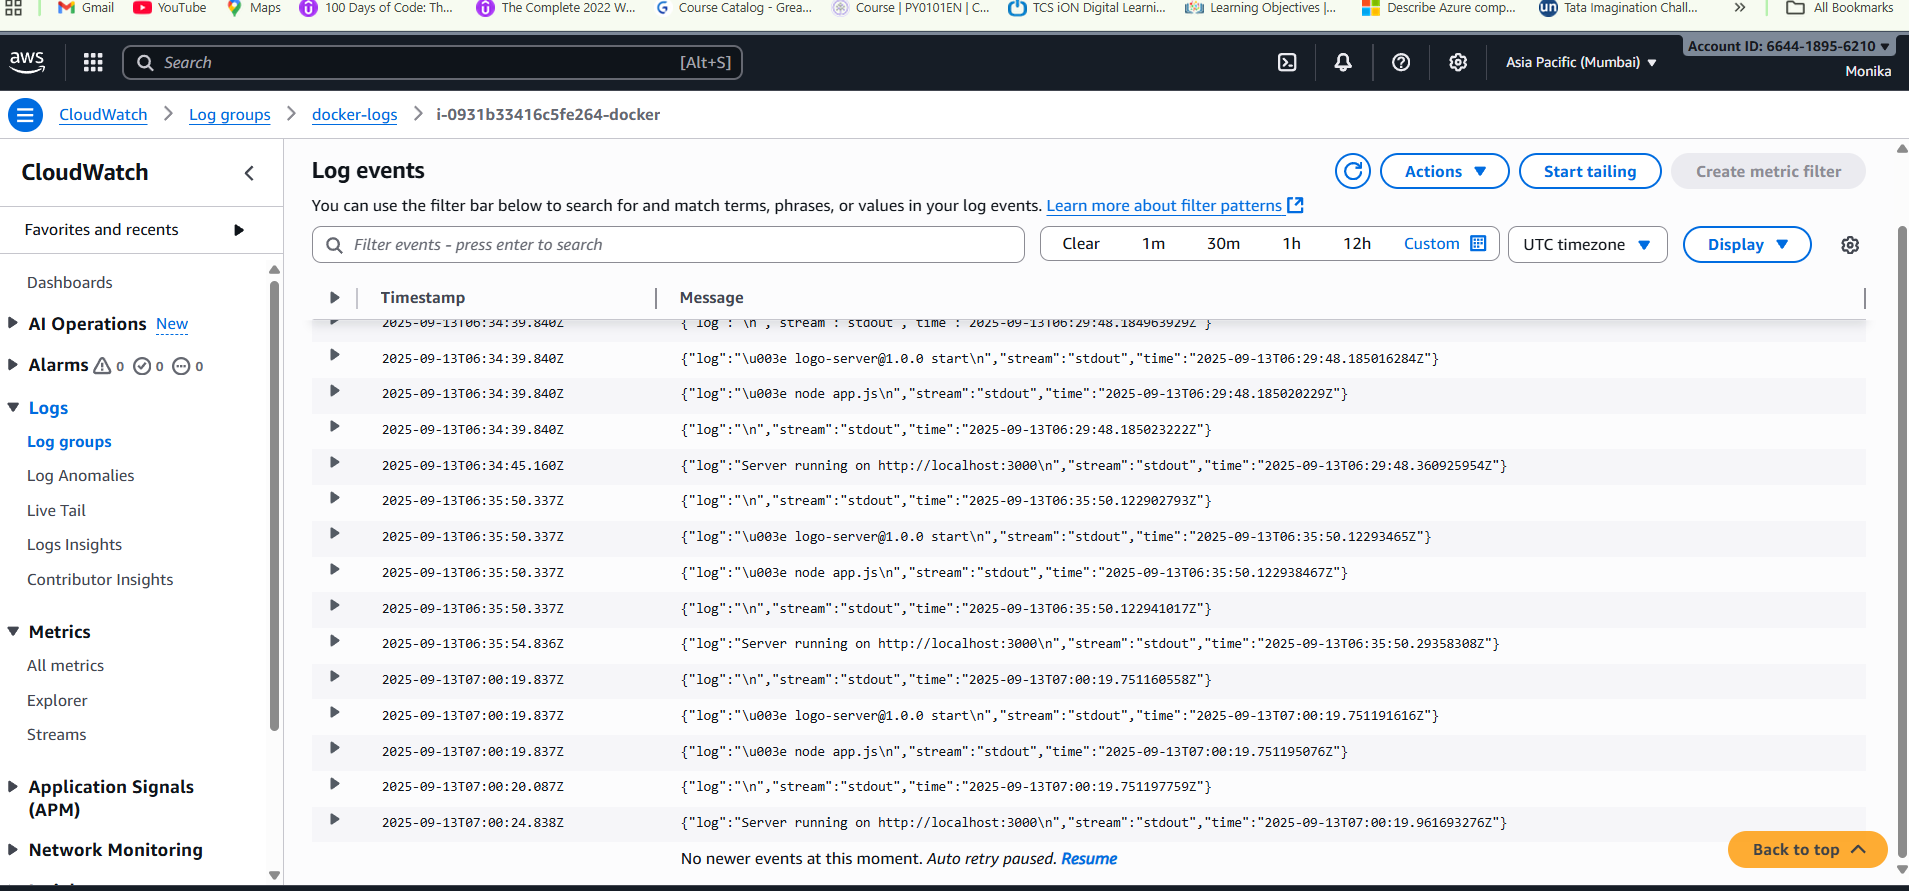 Gmail YouTube Maps 100 Days of Code: Th... The Complete 2022 W... Course Catalog - Grea... Course | PY0101EN | C... TCS iON Digital Learni... Learning Objectives |... Describe Azure comp... un Tata Imagination Chall... » All Bookmarks
aws Search [Alt+S] Asia Pacific (Mumbai) Account ID: 6644-1895-6210
Monika
CloudWatch Log groups docker-logs i-0931b33416c5fe264-docker
CloudWatch
Favorites and recents
Dashboards
AI Operations New
Alarms 0 0 0
Logs
Log groups
Log Anomalies
Live Tail
Logs Insights
Contributor Insights
Metrics
All metrics
Explorer
Streams
Application Signals
(APM)
Network Monitoring
Log events
Actions Start tailing Create metric filter
You can use the filter bar below to search for and match terms, phrases, or values in your log events. Learn more about filter patterns
Filter events - press enter to search Clear 1m 30m 1h 12h Custom UTC timezone Display
Timestamp Message
2025-09-13T06:34:39.840Z {"log":"\n","stream":"stdout","time":"2025-09-13T06:29:48.184963929Z"}
2025-09-13T06:34:39.840Z {"log":"\u003e logo-server@1.0.0 start\n","stream":"stdout","time":"2025-09-13T06:29:48.185016284Z"}
2025-09-13T06:34:39.840Z {"log":"\u003e node app.js\n","stream":"stdout","time":"2025-09-13T06:29:48.185020229Z"}
2025-09-13T06:34:39.840Z {"log":"\n","stream":"stdout","time":"2025-09-13T06:29:48.185023222Z"}
2025-09-13T06:34:45.160Z {"log":"Server running on http://localhost:3000\n","stream":"stdout","time":"2025-09-13T06:29:48.360925954Z"}
2025-09-13T06:35:50.337Z {"log":"\n","stream":"stdout","time":"2025-09-13T06:35:50.122902793Z"}
2025-09-13T06:35:50.337Z {"log":"\u003e logo-server@1.0.0 start\n","stream":"stdout","time":"2025-09-13T06:35:50.12293465Z"}
2025-09-13T06:35:50.337Z {"log":"\u003e node app.js\n","stream":"stdout","time":"2025-09-13T06:35:50.122938467Z"}
2025-09-13T06:35:50.337Z {"log":"\n","stream":"stdout","time":"2025-09-13T06:35:50.122941017Z"}
2025-09-13T06:35:54.836Z {"log":"Server running on http://localhost:3000\n","stream":"stdout","time":"2025-09-13T06:35:50.29358308Z"}
2025-09-13T07:00:19.837Z {"log":"\n","stream":"stdout","time":"2025-09-13T07:00:19.751160558Z"}
2025-09-13T07:00:19.837Z {"log":"\u003e logo-server@1.0.0 start\n","stream":"stdout","time":"2025-09-13T07:00:19.751191616Z"}
2025-09-13T07:00:19.837Z {"log":"\u003e node app.js\n","stream":"stdout","time":"2025-09-13T07:00:19.751195076Z"}
2025-09-13T07:00:20.087Z {"log":"\n","stream":"stdout","time":"2025-09-13T07:00:19.751197759Z"}
2025-09-13T07:00:24.838Z {"log":"Server running on http://localhost:3000\n","stream":"stdout","time":"2025-09-13T07:00:19.961693276Z"}
No newer events at this moment. Auto retry paused. Resume
Back to top